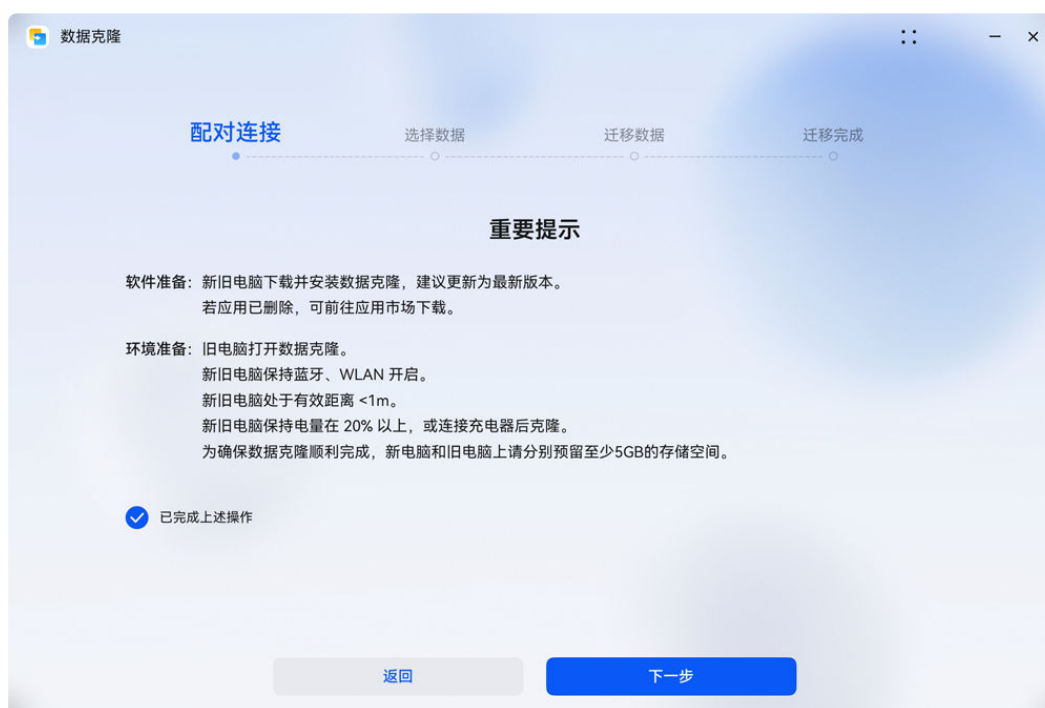 数据克隆
配对连接
选择数据
迁移数据
迁移完成
重要提示
软件准备：新旧电脑下载并安装数据克隆，建议更新为最新版本。
若应用已删除，可前往应用市场下载。
环境准备：旧电脑打开数据克隆。
新旧电脑保持蓝牙、WLAN 开启。
新旧电脑处于有效距离 <1m。
新旧电脑保持电量在 20% 以上，或连接充电器后克隆。
为确保数据克隆顺利完成，新电脑和旧电脑上请分别预留至少5GB的存储空间。
已完成上述操作
返回
下一步